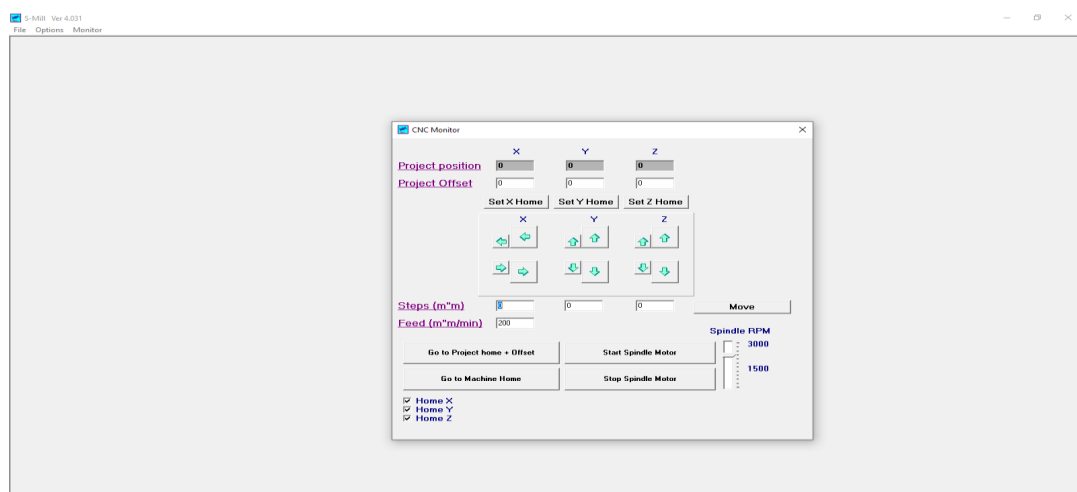 S-Mill Ver 4.031
File Options Monitor
CNC Monitor
X Y Z
Project position 0 0 0
Project Offset 0 0 0
Set X Home Set Y Home Set Z Home
X Y Z
Steps (m"m) 0 0 0 Move
Feed (m"m/min) 200
Spindle RPM
3000
Go to Project home + Offset Start Spindle Motor
1500
Go to Machine Home Stop Spindle Motor
Home X
Home Y
Home Z